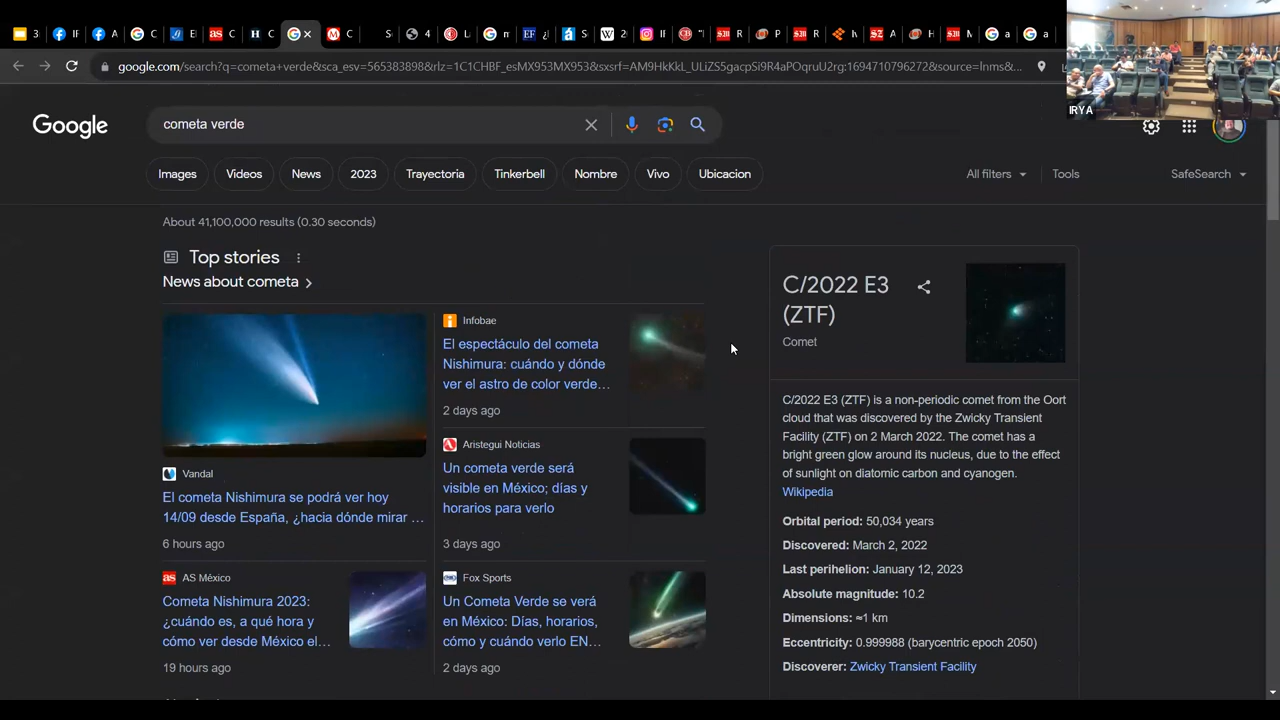 3
iF
A
C
E
C
H C
C
S
4
L
m
¿
S
2
IF
"(
R
P
R
M
A
H
M
a
a
google.com/search?q=cometa+verde&sca_esv=565383838&rlz=1C1CHBF_esMX953MX953&sxsrf=AM9HkKkL_ULiZS5gacpSi9R4aPOqruU2rg:1694710796272&source=lnms&...
IRYA
Google
cometa verde
Images
Videos
News
2023
Trayectoria
Tinkerbell
Nombre
Vivo
Ubicacion
All filters
Tools
SafeSearch
About 41,100,000 results (0.30 seconds)
Top stories
News about cometa
Vandal
El cometa Nishimura se podrá ver hoy
14/09 desde España, ¿hacia dónde mirar ...
6 hours ago
Infobae
El espectáculo del cometa
Nishimura: cuándo y dónde
ver el astro de color verde...
2 days ago
Aristegui Noticias
Un cometa verde será
visible en México; días y
horarios para verlo
3 days ago
AS México
Cometa Nishimura 2023:
¿cuándo es, a qué hora y
cómo ver desde México el...
19 hours ago
Fox Sports
Un Cometa Verde se verá
en México: Días, horarios,
cómo y cuándo verlo EN...
2 days ago
C/2022 E3
(ZTF)
Comet
C/2022 E3 (ZTF) is a non-periodic comet from the Oort
cloud that was discovered by the Zwicky Transient
Facility (ZTF) on 2 March 2022. The comet has a
bright green glow around its nucleus, due to the effect
of sunlight on diatomic carbon and cyanogen.
Wikipedia
Orbital period: 50,034 years
Discovered: March 2, 2022
Last perihelion: January 12, 2023
Absolute magnitude: 10.2
Dimensions: ≈1 km
Eccentricity: 0.999988 (barycentric epoch 2050)
Discoverer: Zwicky Transient Facility